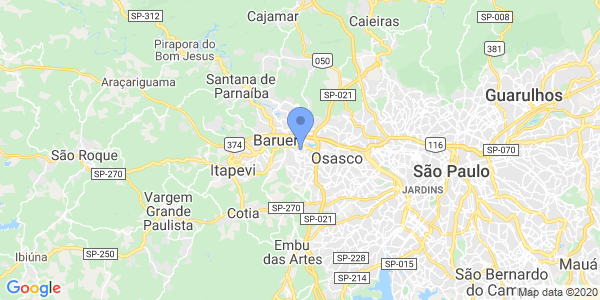 SP-312
Cajamar
Caieiras
SP-008
Pirapora do
Bom Jesus
381
050
Araçariguama
Santana de
Parnaíba
SP-021
Guarulhos
374
Baruer
116
SP-070
São Roque
Osasco
SP-270
Itapevi
São Paulo
JARDINS
Vargem
Grande
Paulista
Cotia
SP-270
SP-021
Embu
das Artes
Ibiúna
SP-250
SP-228
SP-015
Mauá
SP-214
São Bernardo
do Cam
Google
Map data ©2020